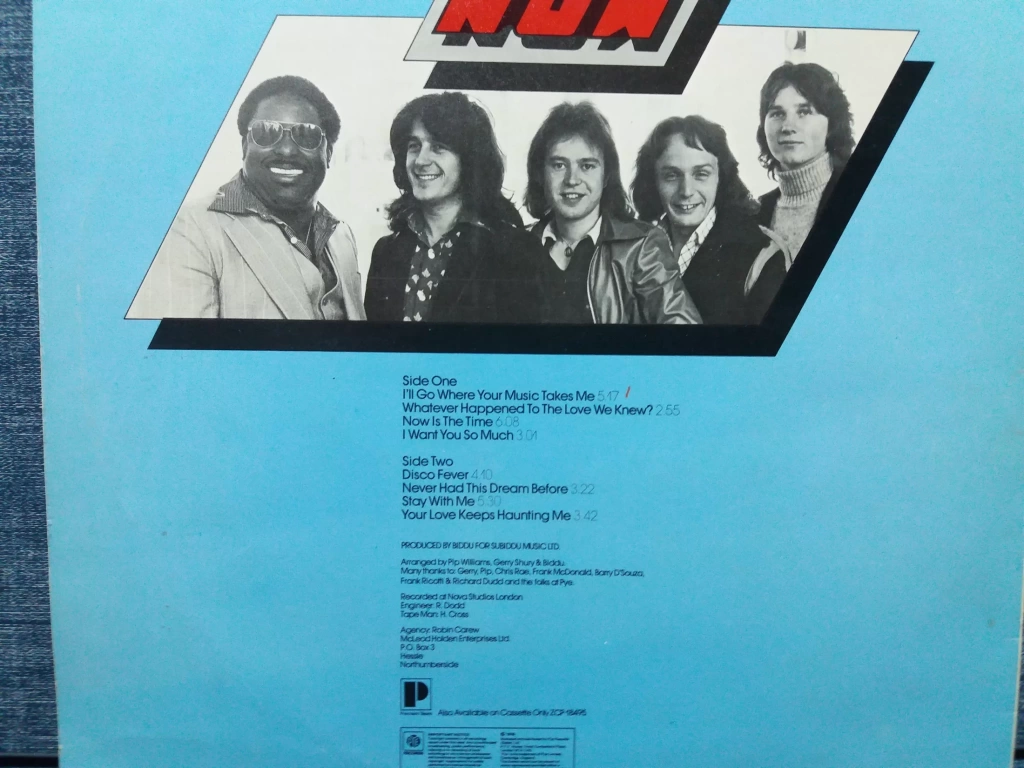 NOW
Side One
I'll Go Where Your Music Takes Me 5.17
Whatever Happened To The Love We Knew? 2.55
Now Is The Time 6.08
I Want You So Much 3.01
Side Two
Disco Fever 4.10
Never Had This Dream Before 3.22
Stay With Me 5.30
Your Love Keeps Haunting Me 3.42
PRODUCED BY BIDDU FOR SUBIDDU MUSIC LTD.
Arranged by Pip Williams, Gerry Shury & Biddu.
Many thanks to: Gerry, Pip, Chris Rae, Frank McDonald, Barry D'Souza,
Frank Ricotti & Richard Dudd and the folks at Pye.
Recorded at Nova Studios London
Engineer: R. Dodd
Tape Man: H. Cross
Agency: Robin Carew
McLeod Holden Enterprises Ltd
P.O. Box 3
Hessle
Northumberside
P
Also Available on Cassette Only ZCP 18495